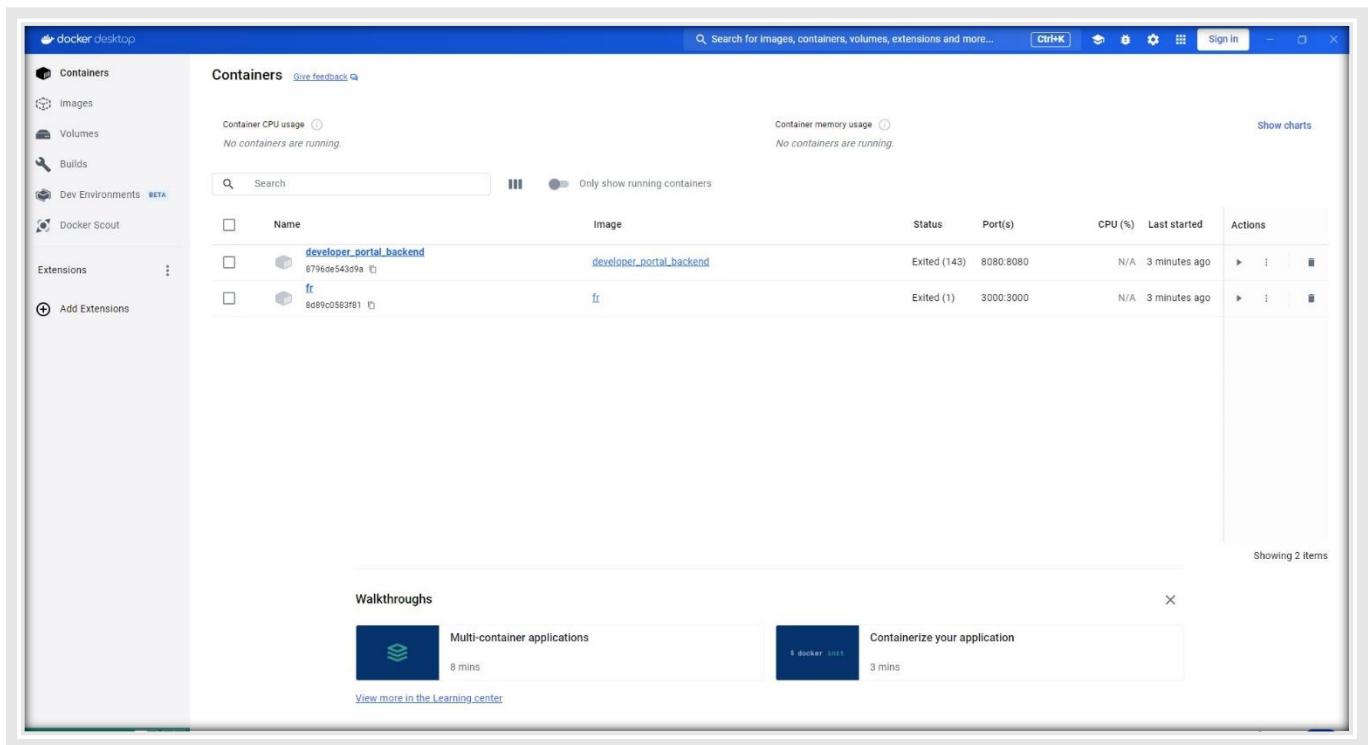 docker desktop
Search for images, containers, volumes, extensions and more...
Ctrl+K
Sign in
Containers
Images
Volumes
Builds
Dev Environments BETA
Docker Scout
Extensions
Add Extensions
Containers Give feedback
Container CPU usage
No containers are running.
Container memory usage
No containers are running.
Show charts
Search
Only show running containers
Name Image Status Port(s) CPU (%) Last started Actions
developer_portal_backend
8796de543d9a
developer_portal_backend Exited (143) 8080:8080 N/A 3 minutes ago
fr
8d89c0583f81
fr Exited (1) 3000:3000 N/A 3 minutes ago
Showing 2 items
Walkthroughs
Multi-container applications
8 mins
$ docker init
Containerize your application
3 mins
View more in the Learning center